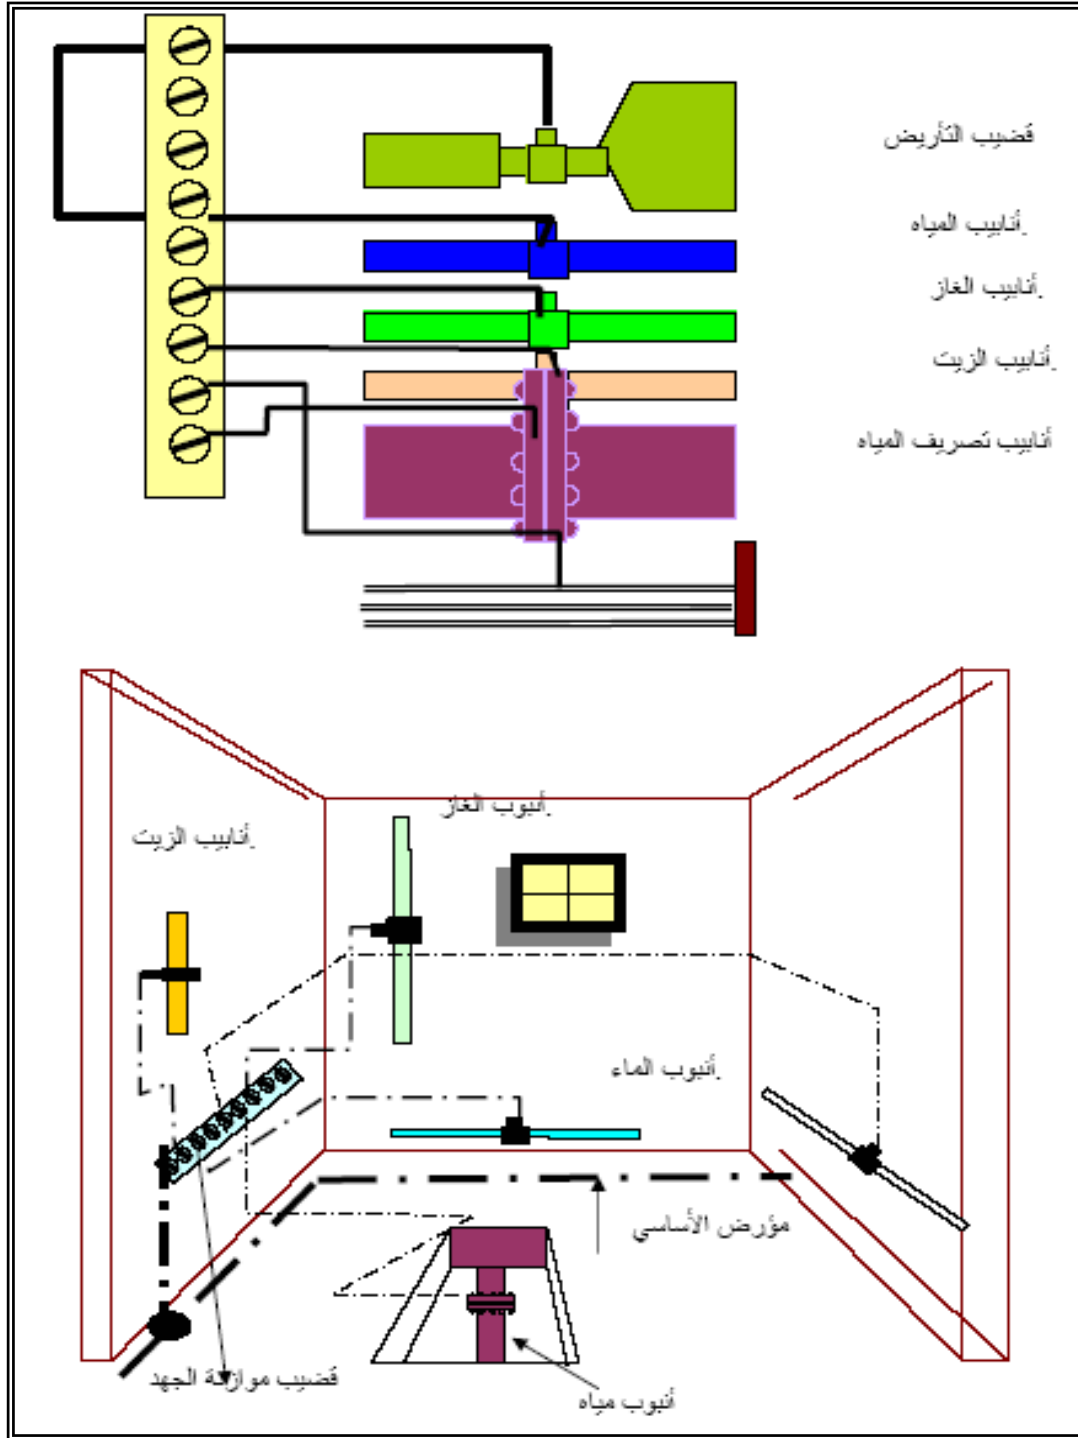 قضيب التأريض
أنابيب المياه.
أنابيب الغاز.
أنابيب الزيت.
أنابيب تصريف المياه
أنبوب الغاز.
أنابيب الزيت.
أنبوب الماء.
مؤرض الأساسي
قضيب موازنة الجهد
أنبوب مياه